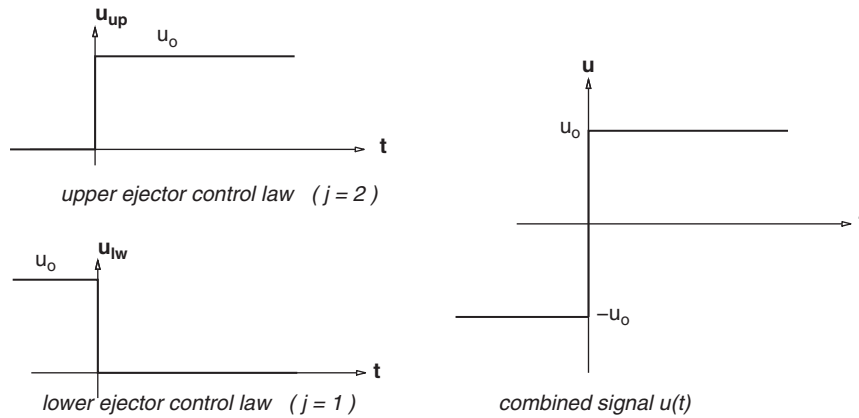 u_up
u_o
t
upper ejector control law ( j = 2 )
u_lw
u_o
t
lower ejector control law ( j = 1 )
u
u_o
−u_o
combined signal u(t)